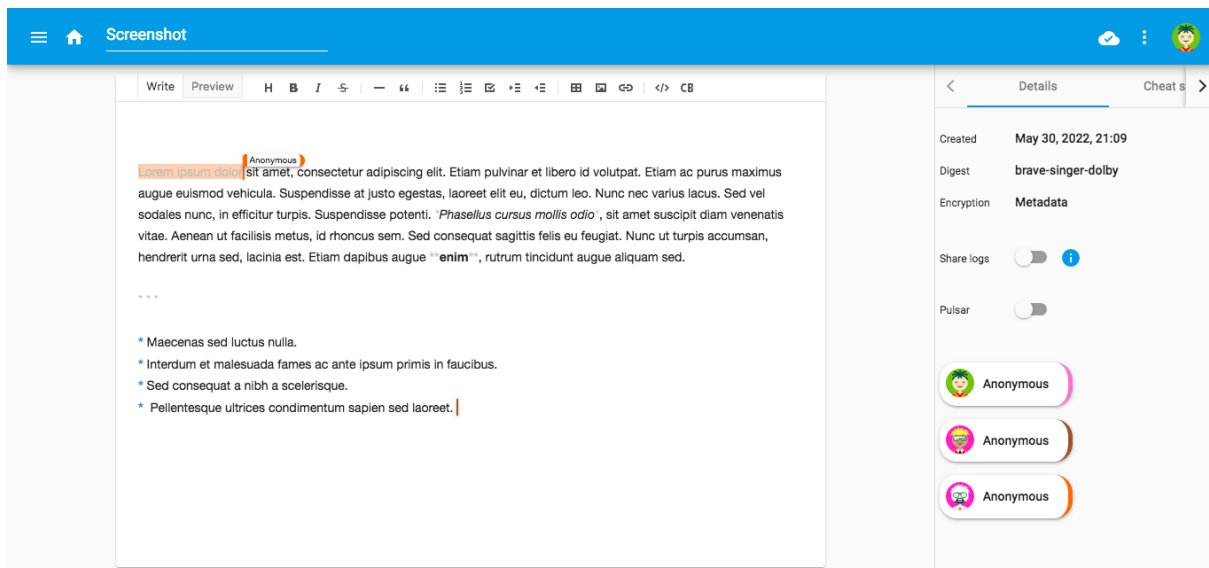 Screenshot
Write Preview H B I S — “ </> CB
Details Cheat s
Created May 30, 2022, 21:09
Digest brave-singer-dolby
Encryption Metadata
Share logs
Pulsar
Anonymous
Anonymous
Anonymous
Anonymous
Lorem ipsum dolor sit amet, consectetur adipiscing elit. Etiam pulvinar et libero id volutpat. Etiam ac purus maximus
augue euismod vehicula. Suspendisse at justo egestas, laoreet elit eu, dictum leo. Nunc nec varius lacus. Sed vel
sodales nunc, in efficitur turpis. Suspendisse potenti. *Phasellus cursus mollis odio*, sit amet suscipit diam venenatis
vitae. Aenean ut facilisis metus, id rhoncus sem. Sed consequat sagittis felis eu feugiat. Nunc ut turpis accumsan,
hendrerit urna sed, lacinia est. Etiam dapibus augue **enim**, rutrum tincidunt augue aliquam sed.
* * *
* Maecenas sed luctus nulla.
* Interdum et malesuada fames ac ante ipsum primis in faucibus.
* Sed consequat a nibh a scelerisque.
* Pellentesque ultrices condimentum sapien sed laoreet.